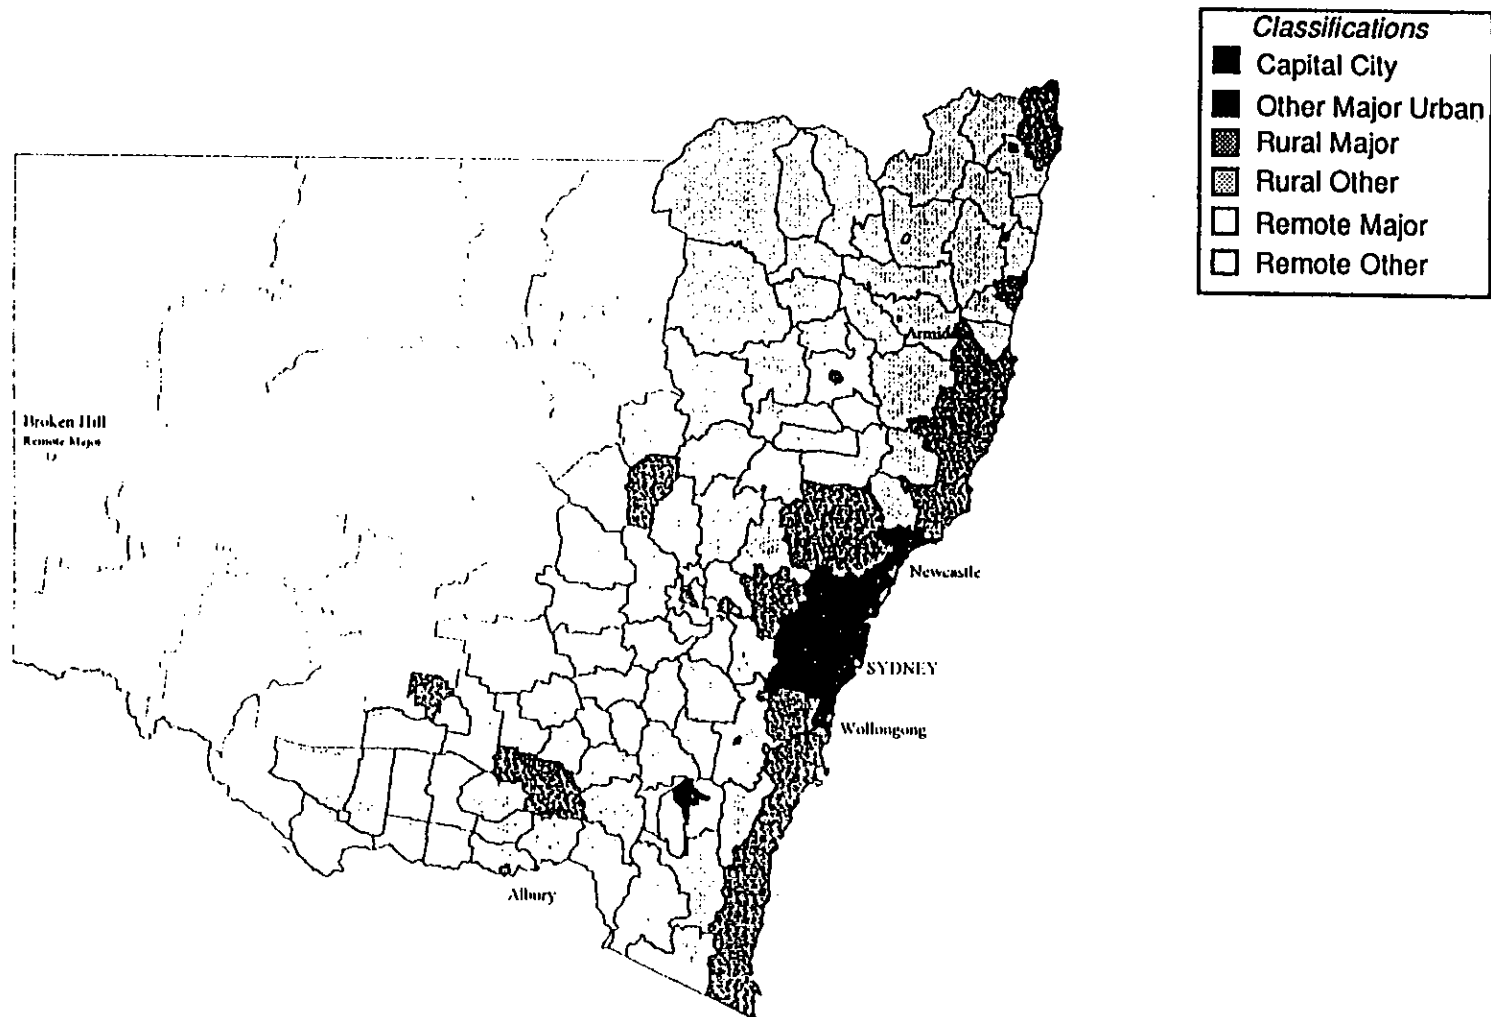 Classifications
Capital City
Other Major Urban
Rural Major
Rural Other
Remote Major
Remote Other
Broken Hill
Remote Major
Newcastle
SYDNEY
Wollongong
Albury